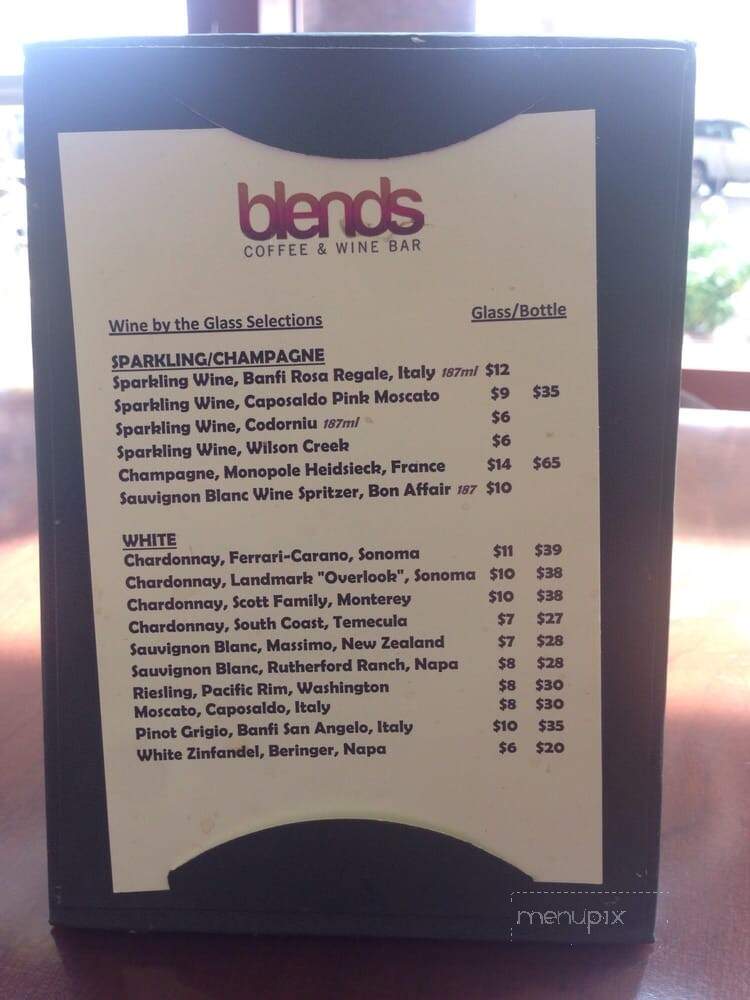 blends
COFFEE & WINE BAR
Wine by the Glass Selections Glass/Bottle
SPARKLING/CHAMPAGNE
Sparkling Wine, Banfi Rosa Regale, Italy 187ml $12
Sparkling Wine, Caposaldo Pink Moscato $9 $35
Sparkling Wine, Codorniu 187ml $6
Sparkling Wine, Wilson Creek $6
Champagne, Monopole Heidsieck, France $14 $65
Sauvignon Blanc Wine Spritzer, Bon Affair 187 $10
WHITE
Chardonnay, Ferrari-Carano, Sonoma $11 $39
Chardonnay, Landmark "Overlook", Sonoma $10 $38
Chardonnay, Scott Family, Monterey $10 $38
Chardonnay, South Coast, Temecula $7 $27
Sauvignon Blanc, Massimo, New Zealand $7 $28
Sauvignon Blanc, Rutherford Ranch, Napa $8 $28
Riesling, Pacific Rim, Washington $8 $30
Moscato, Caposaldo, Italy $8 $30
Pinot Grigio, Banfi San Angelo, Italy $10 $35
White Zinfandel, Beringer, Napa $6 $20
menupix